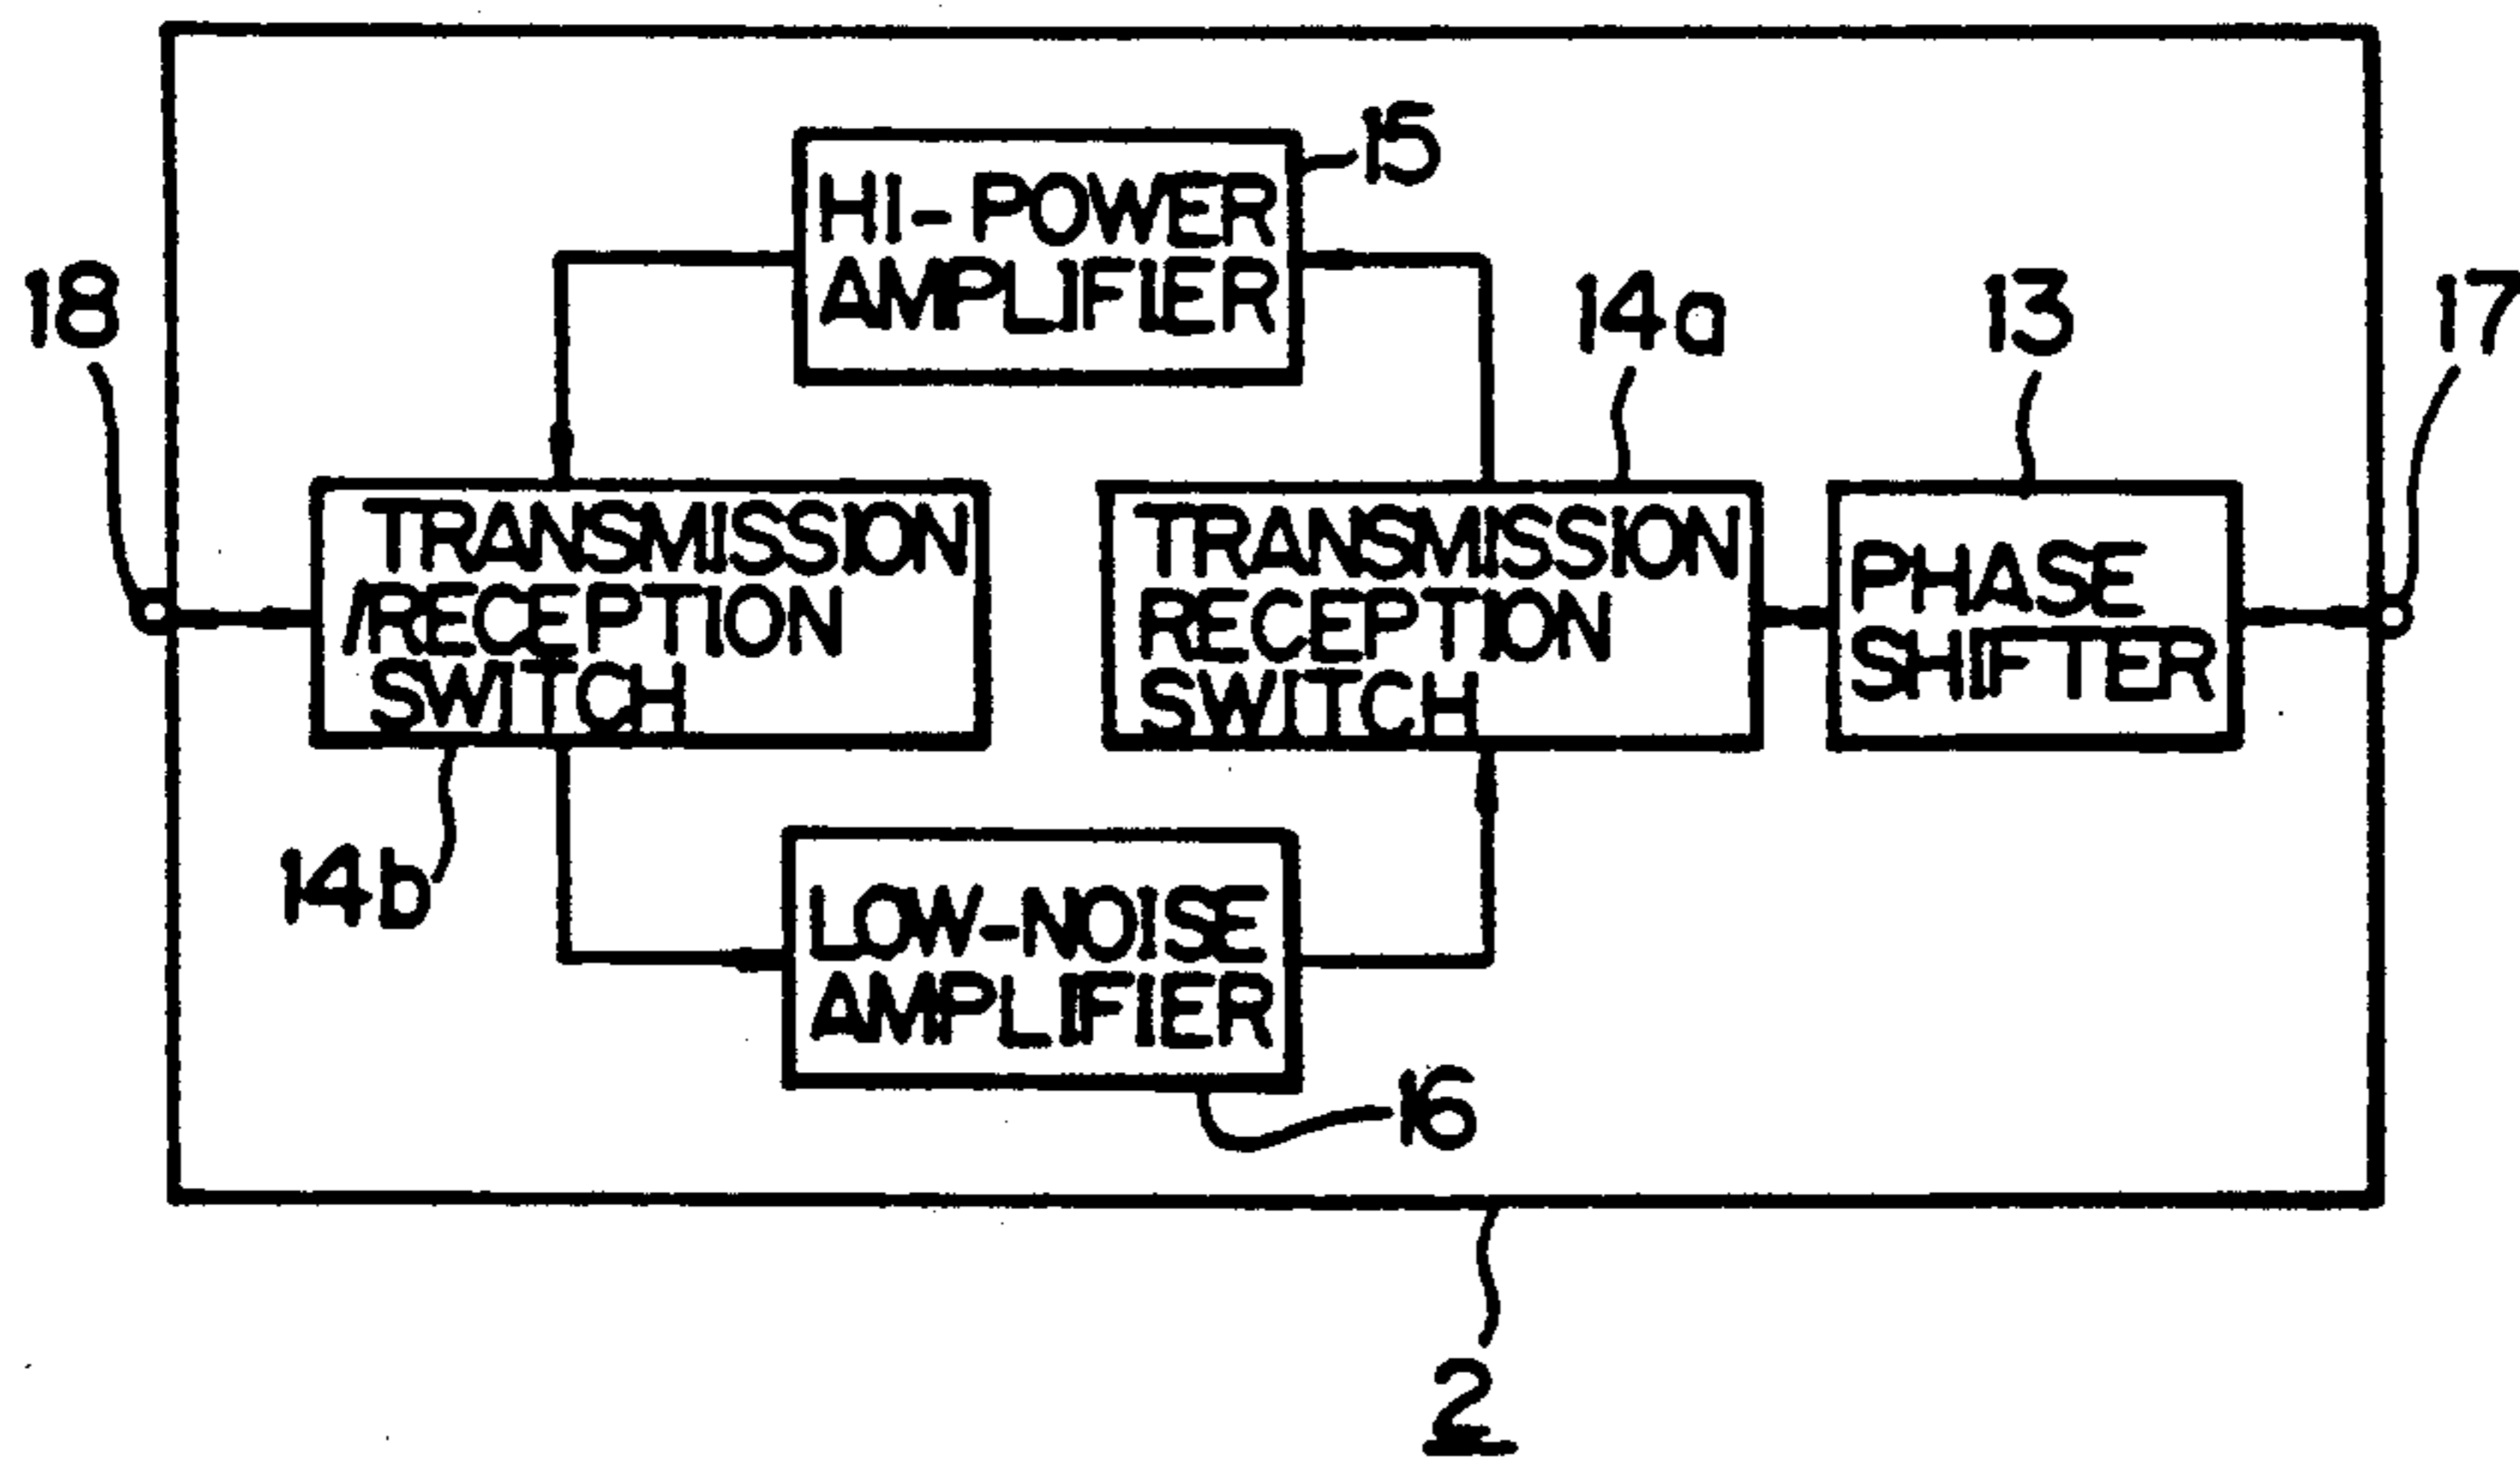 15
HI-POWER
AMPLIFIER
18
14a
13
17
TRANSMISSION
/RECEPTION
SWITCH
TRANSMISSION
RECEPTION
SWITCH
PHASE
SHIFTER
14b
LOW-NOISE
AMPLIFIER
16
2